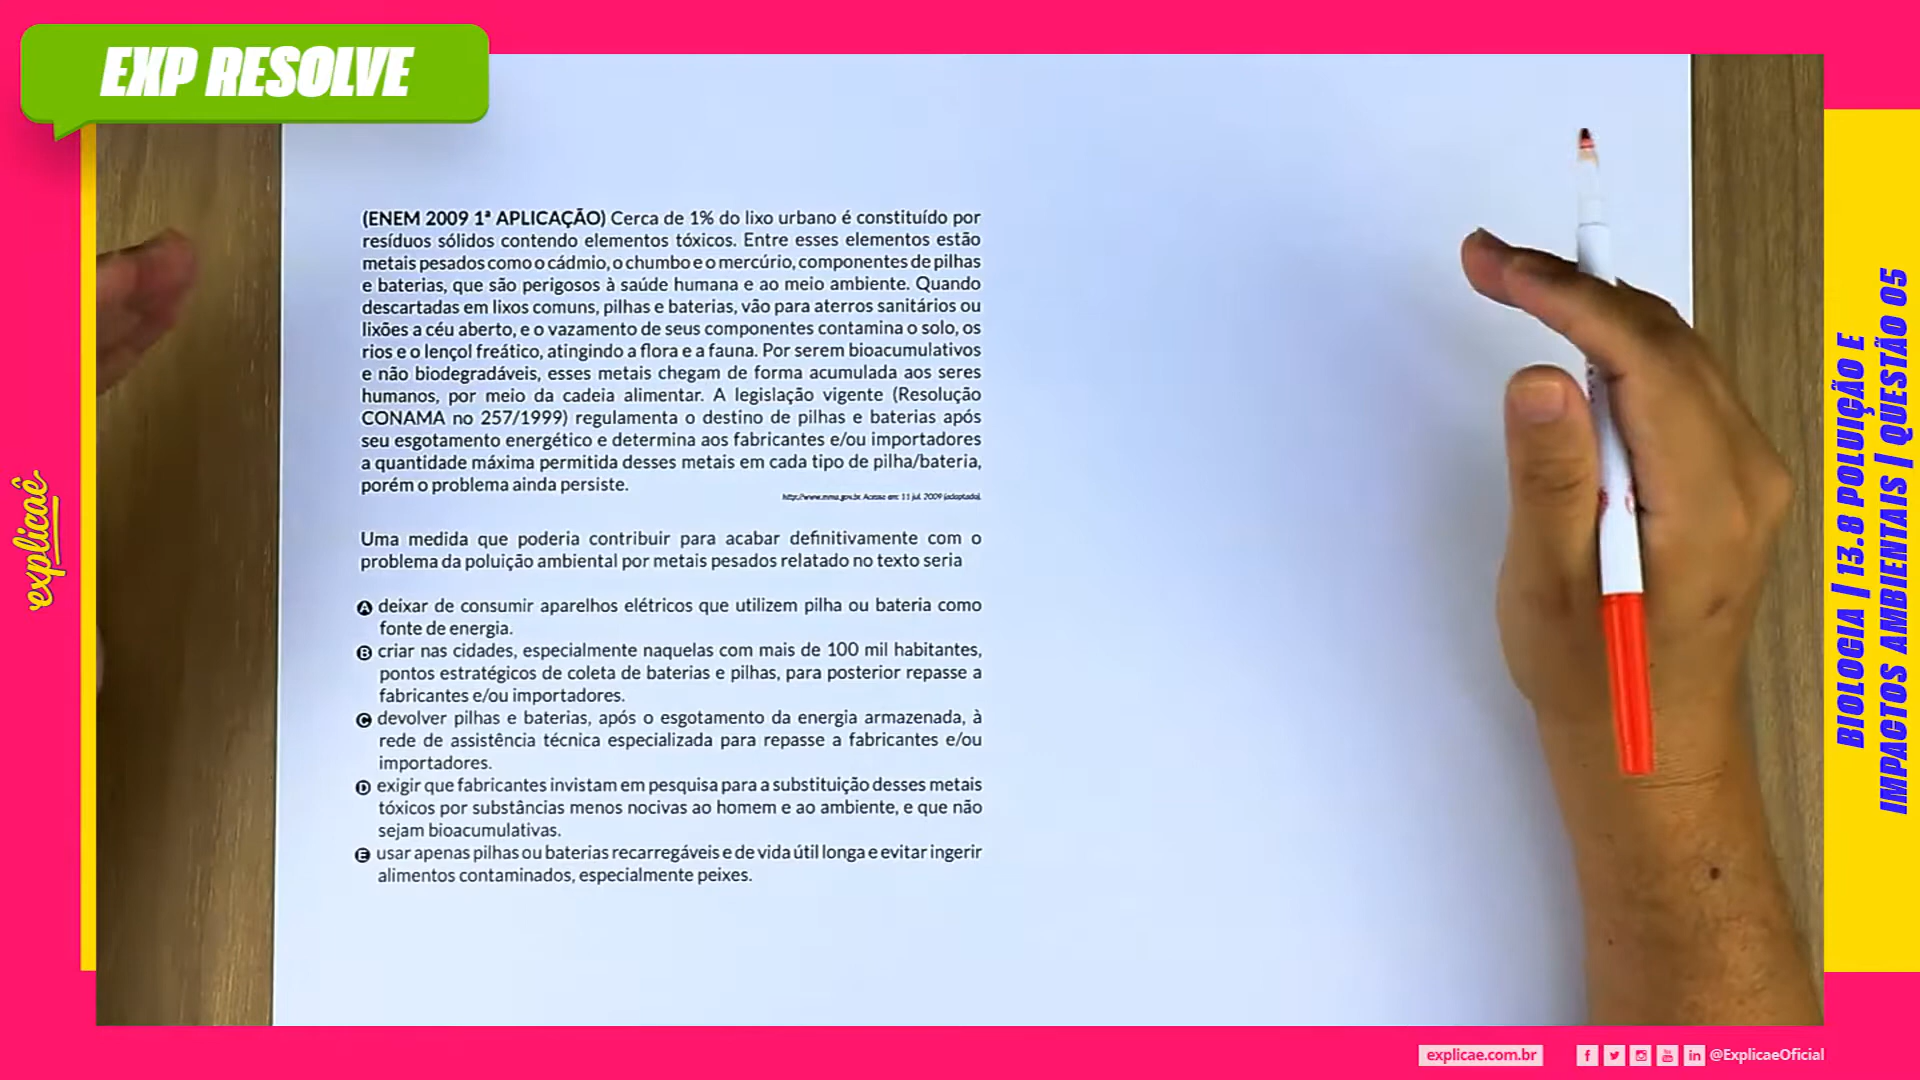 EXP RESOLVE
(ENEM 2009 1ª APLICAÇÃO) Cerca de 1% do lixo urbano é constituído por
resíduos sólidos contendo elementos tóxicos. Entre esses elementos estão
metais pesados como o cádmio, o chumbo e o mercúrio, componentes de pilhas
e baterias, que são perigosos à saúde humana e ao meio ambiente. Quando
descartadas em lixos comuns, pilhas e baterias, vão para aterros sanitários ou
lixões a céu aberto, e o vazamento de seus componentes contamina o solo, os
rios e o lençol freático, atingindo a flora e a fauna. Por serem bioacumulativos
e não biodegradáveis, esses metais chegam de forma acumulada aos seres
humanos, por meio da cadeia alimentar. A legislação vigente (Resolução
CONAMA no 257/1999) regulamenta o destino de pilhas e baterias após
seu esgotamento energético e determina aos fabricantes e/ou importadores
a quantidade máxima permitida desses metais em cada tipo de pilha/bateria,
porém o problema ainda persiste.
http://www.mma.gov.br. Acesso em: 11 jul. 2009 (adaptado).
Uma medida que poderia contribuir para acabar definitivamente com o
problema da poluição ambiental por metais pesados relatado no texto seria
A deixar de consumir aparelhos elétricos que utilizem pilha ou bateria como
fonte de energia.
B criar nas cidades, especialmente naquelas com mais de 100 mil habitantes,
pontos estratégicos de coleta de baterias e pilhas, para posterior repasse a
fabricantes e/ou importadores.
C devolver pilhas e baterias, após o esgotamento da energia armazenada, à
rede de assistência técnica especializada para repasse a fabricantes e/ou
importadores.
D exigir que fabricantes invistam em pesquisa para a substituição desses metais
tóxicos por substâncias menos nocivas ao homem e ao ambiente, e que não
sejam bioacumulativas.
E usar apenas pilhas ou baterias recarregáveis e de vida útil longa e evitar ingerir
alimentos contaminados, especialmente peixes.
explicaê
BIOLOGIA | 13.8 POLUIÇÃO E
IMPACTOS AMBIENTAIS | QUESTÃO 05
explicae.com.br
@ExplicaeOficial